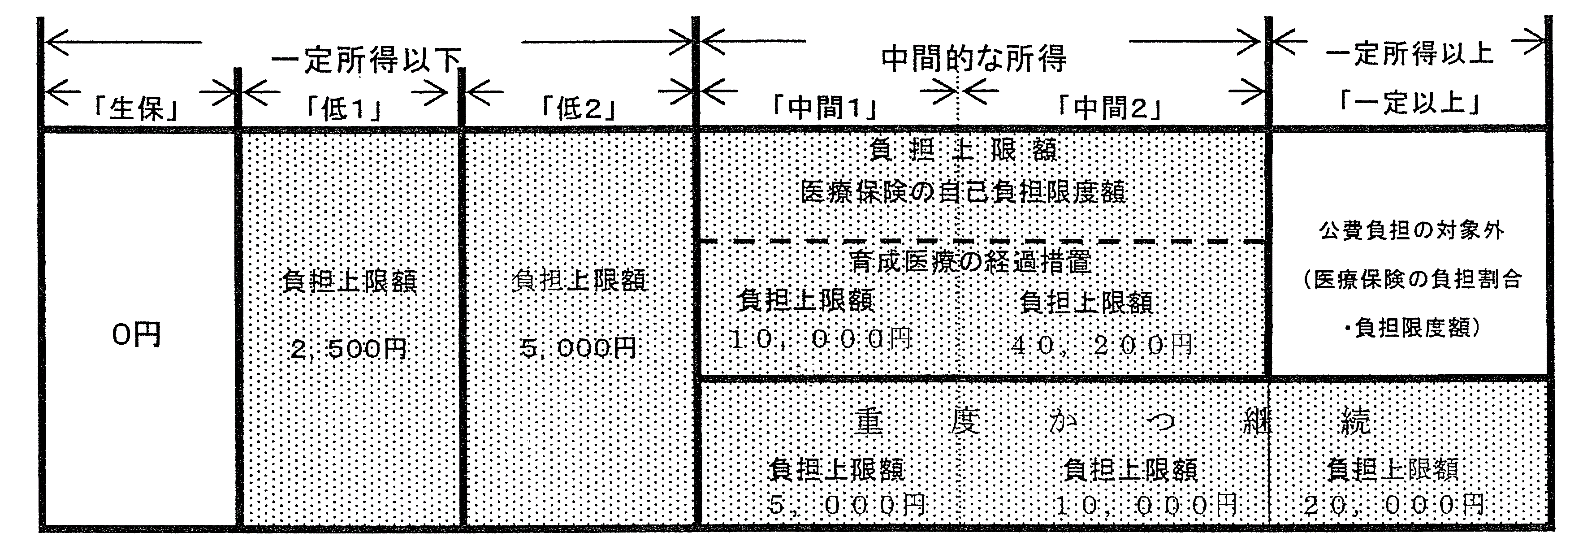 一定所得以下
中間的な所得
一定所得以上
「生保」
「低1」
「低2」
「中間1」
「中間2」
「一定以上」
0円
負担上限額
2,500円
負担上限額
5,000円
負担上限額
医療保険の自己負担限度額
育成医療の経過措置
負担上限額
10,000円
負担上限額
40,200円
公費負担の対象外
(医療保険の負担割合
・負担限度額)
重度かつ継続
負担上限額
5,000円
負担上限額
10,000円
負担上限額
20,000円